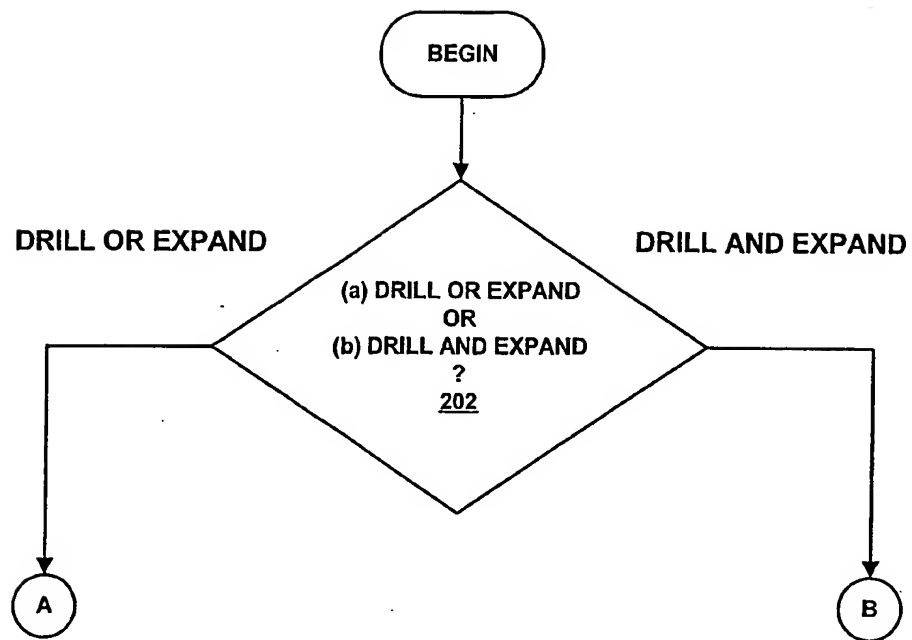 BEGIN
DRILL OR EXPAND
DRILL AND EXPAND
(a) DRILL OR EXPAND
OR
(b) DRILL AND EXPAND
?
202
A
B